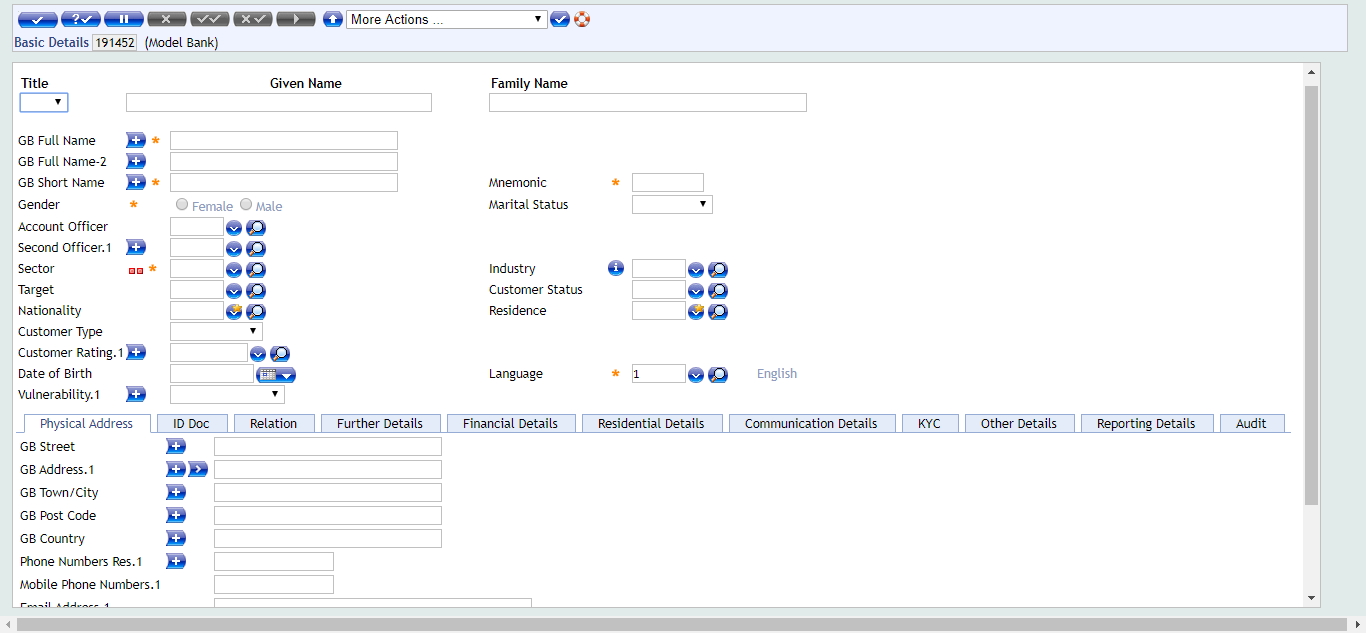 More Actions ...
Basic Details 191452 (Model Bank)
Title Given Name Family Name
GB Full Name *
GB Full Name-2
GB Short Name * Mnemonic *
Gender * Female Male Marital Status
Account Officer
Second Officer.1
Sector * Industry
Target Customer Status
Nationality Residence
Customer Type
Customer Rating.1
Date of Birth Language * 1 English
Vulnerability.1
Physical Address ID Doc Relation Further Details Financial Details Residential Details Communication Details KYC Other Details Reporting Details Audit
GB Street
GB Address.1
GB Town/City
GB Post Code
GB Country
Phone Numbers Res.1
Mobile Phone Numbers.1
Email Address.1